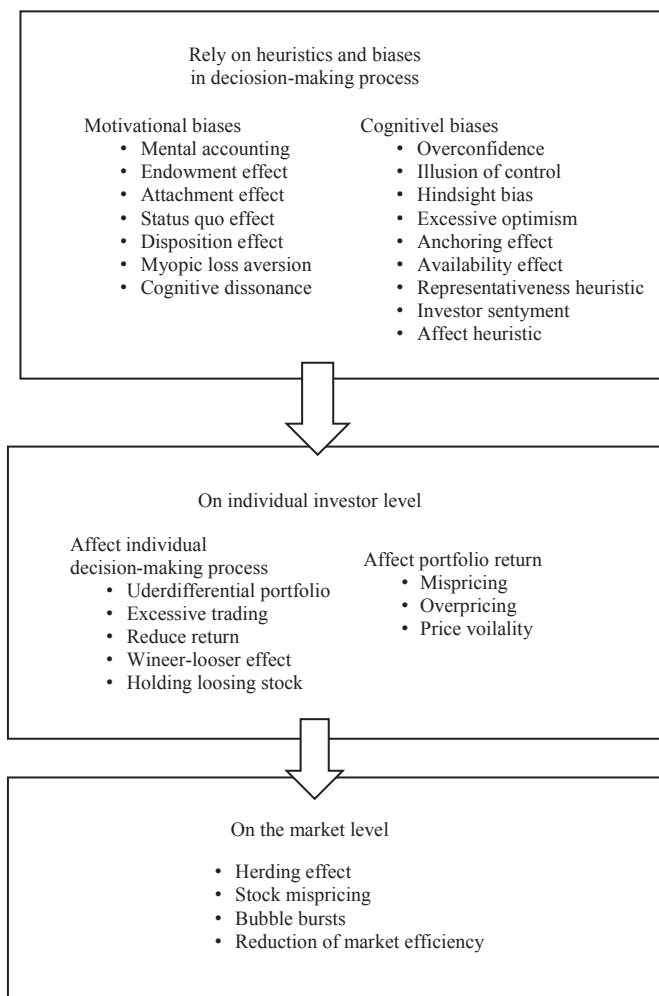 Rely on heuristics and biases
in deciosion-making process
Motivational biases
• Mental accounting
• Endowment effect
• Attachment effect
• Status quo effect
• Disposition effect
• Myopic loss aversion
• Cognitive dissonance
Cognitivel biases
• Overconfidence
• Illusion of control
• Hindsight bias
• Excessive optimism
• Anchoring effect
• Availability effect
• Representativeness heuristic
• Investor sentyment
• Affect heuristic
On individual investor level
Affect individual
decision-making process
• Uderdifferential portfolio
• Excessive trading
• Reduce return
• Wineer-looser effect
• Holding loosing stock
Affect portfolio return
• Mispricing
• Overpricing
• Price voilality
On the market level
• Herding effect
• Stock mispricing
• Bubble bursts
• Reduction of market efficiency